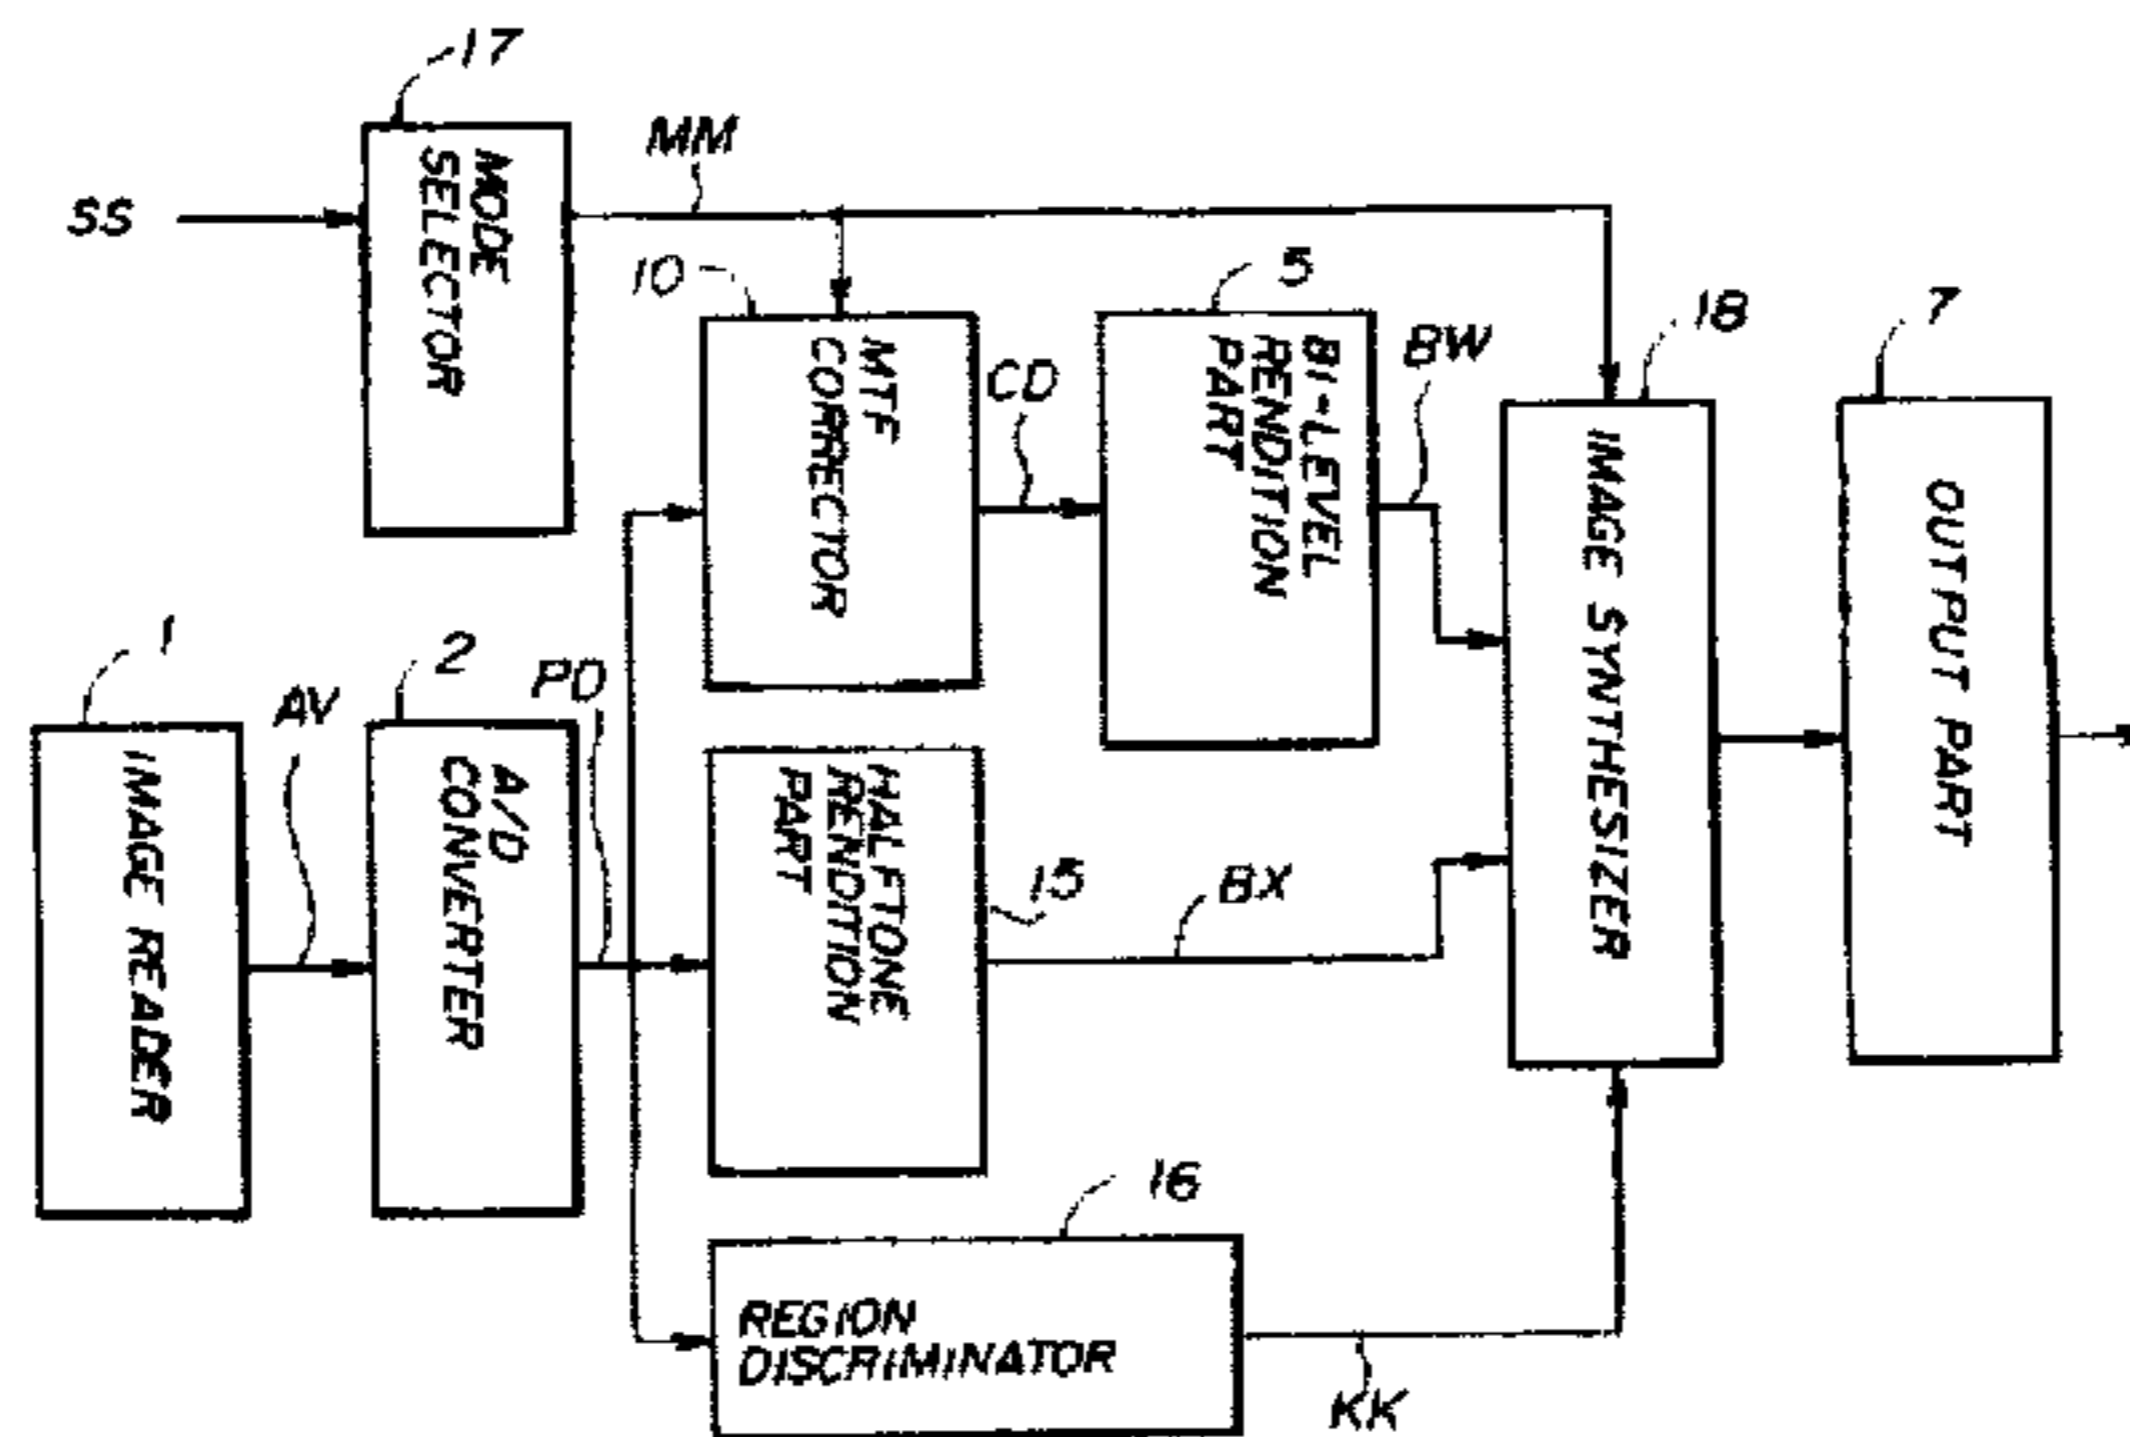 17
MODE
SELECTOR
SS
MM
10
MTF
CORRECTOR
CD
5
BI-LEVEL
RENDITION
PART
BW
18
IMAGE SYNTHESIZER
7
OUTPUT PART
1
IMAGE READER
AV
2
A/D
CONVERTER
PD
HALFTONE
RENDITION
PART
15
BX
16
REGION
DISCRIMINATOR
KK